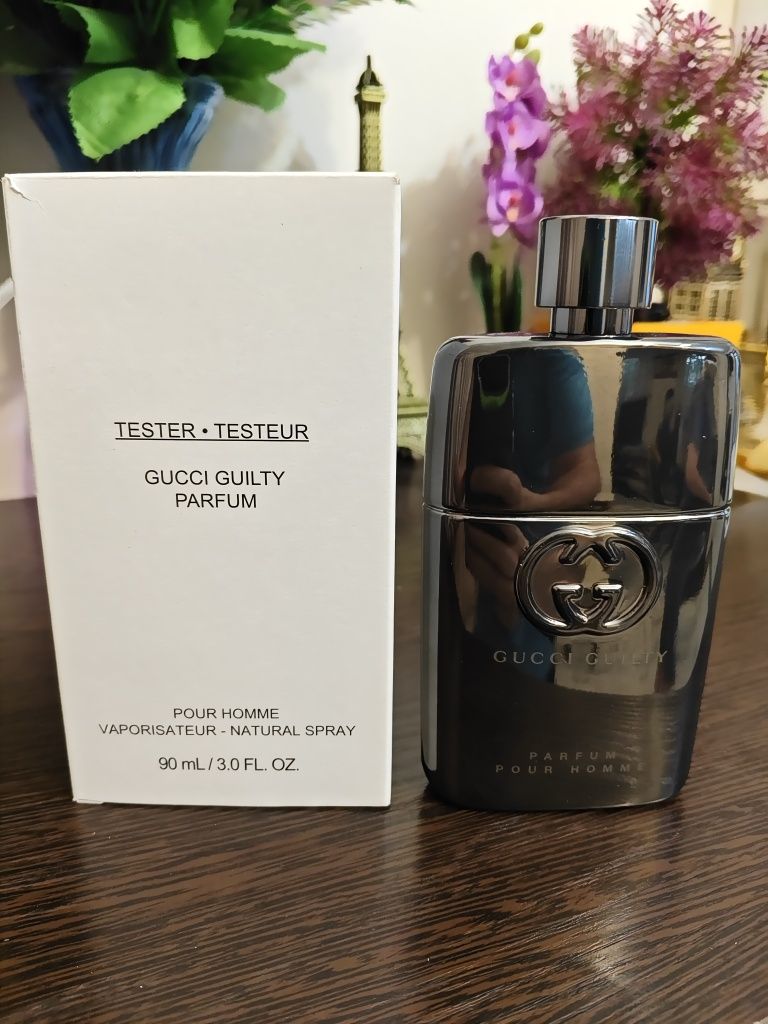 TESTER • TESTEUR
GUCCI GUILTY
PARFUM
POUR HOMME
VAPORISATEUR - NATURAL SPRAY
90 mL / 3.0 FL. OZ.
GUCCI GUILTY
PARFUM
POUR HOMME